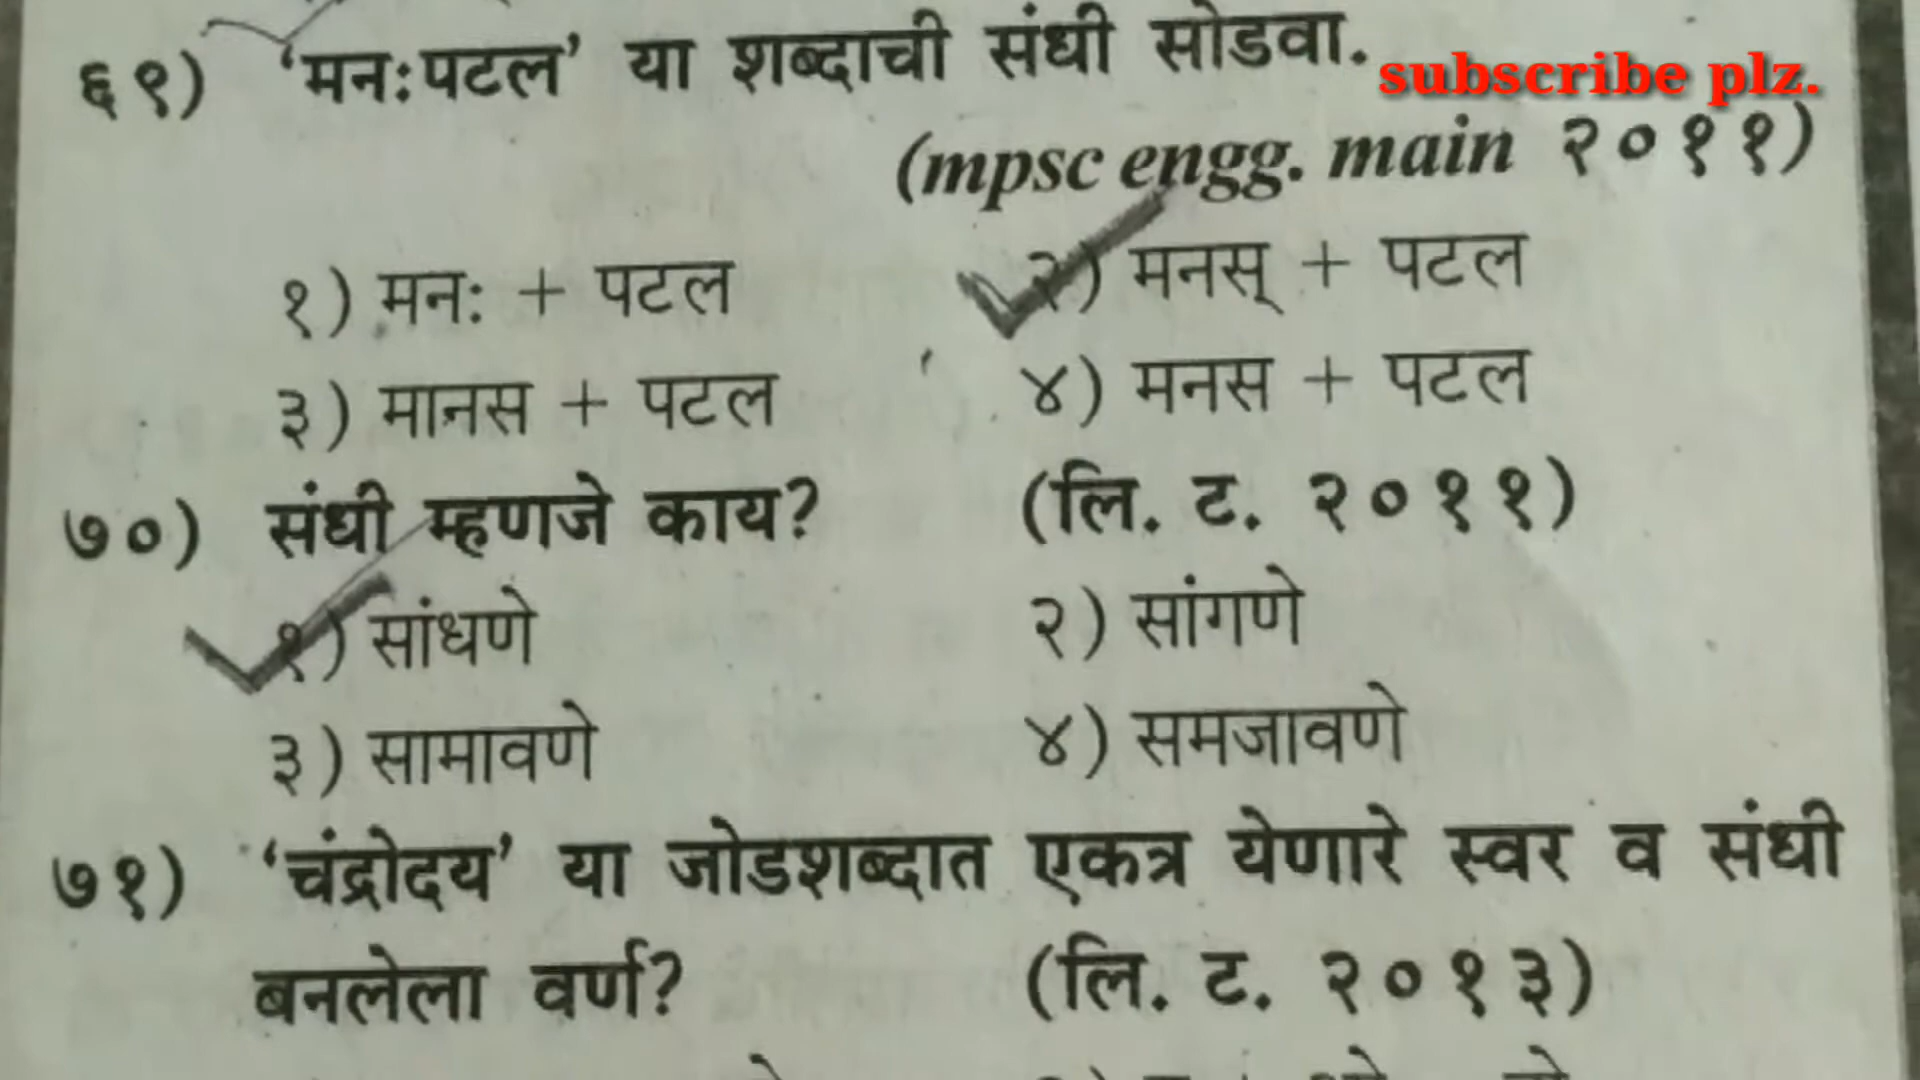 ६९) 'मन:पटल' या शब्दाची संधी सोडवा.
subscribe plz.
(mpsc engg. main २०११)
१) मन: + पटल २) मनस् + पटल
३) मानस + पटल ४) मनस + पटल
७०) संधी म्हणजे काय? (लि. ट. २०११)
१) सांधणे २) सांगणे
३) सामावणे ४) समजावणे
७१) 'चंद्रोदय' या जोडशब्दात एकत्र येणारे स्वर व संधी
बनलेला वर्ण? (लि. ट. २०१३)